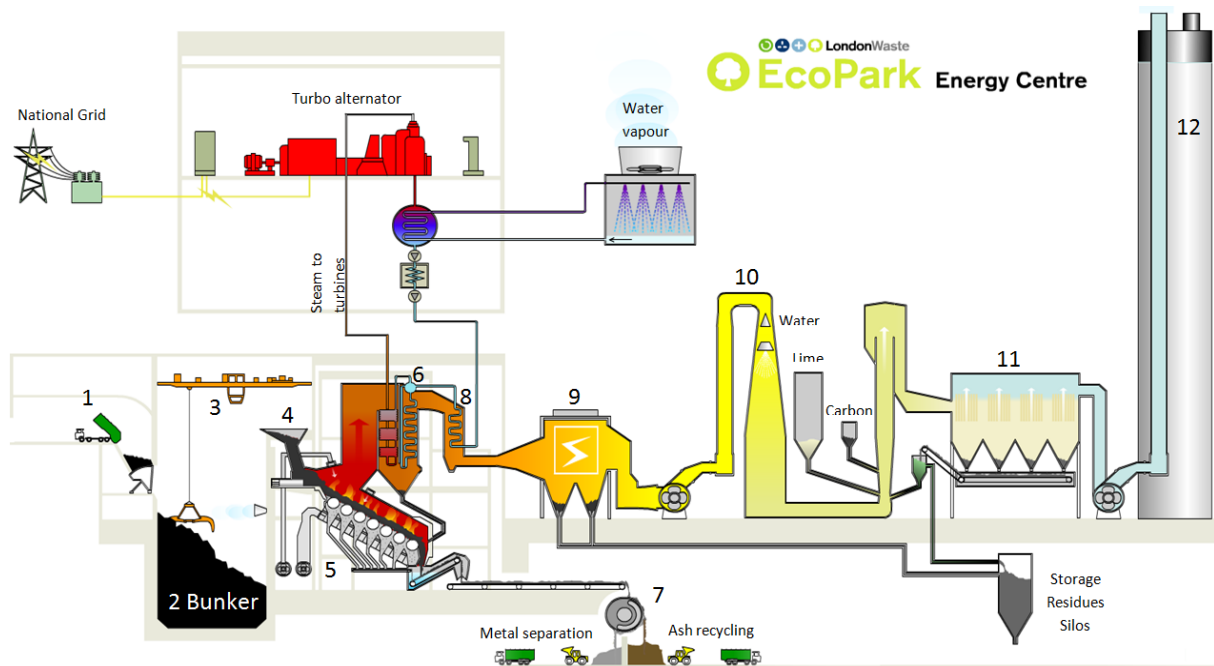 LondonWaste
EcoPark Energy Centre
National Grid
Turbo alternator
Water
vapour
12
Steam to
turbines
10
Water
Lime
Carbon
11
1
3
4
6
8
9
5
2 Bunker
7
Metal separation
Ash recycling
Storage
Residues
Silos